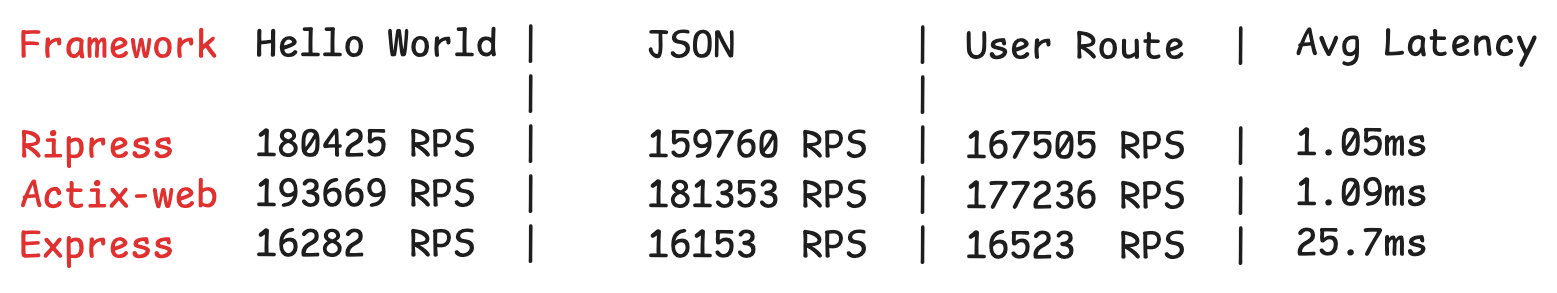 Framework Hello World | JSON | User Route | Avg Latency
| |
Ripress 180425 RPS | 159760 RPS | 167505 RPS | 1.05ms
Actix-web 193669 RPS | 181353 RPS | 177236 RPS | 1.09ms
Express 16282 RPS | 16153 RPS | 16523 RPS | 25.7ms